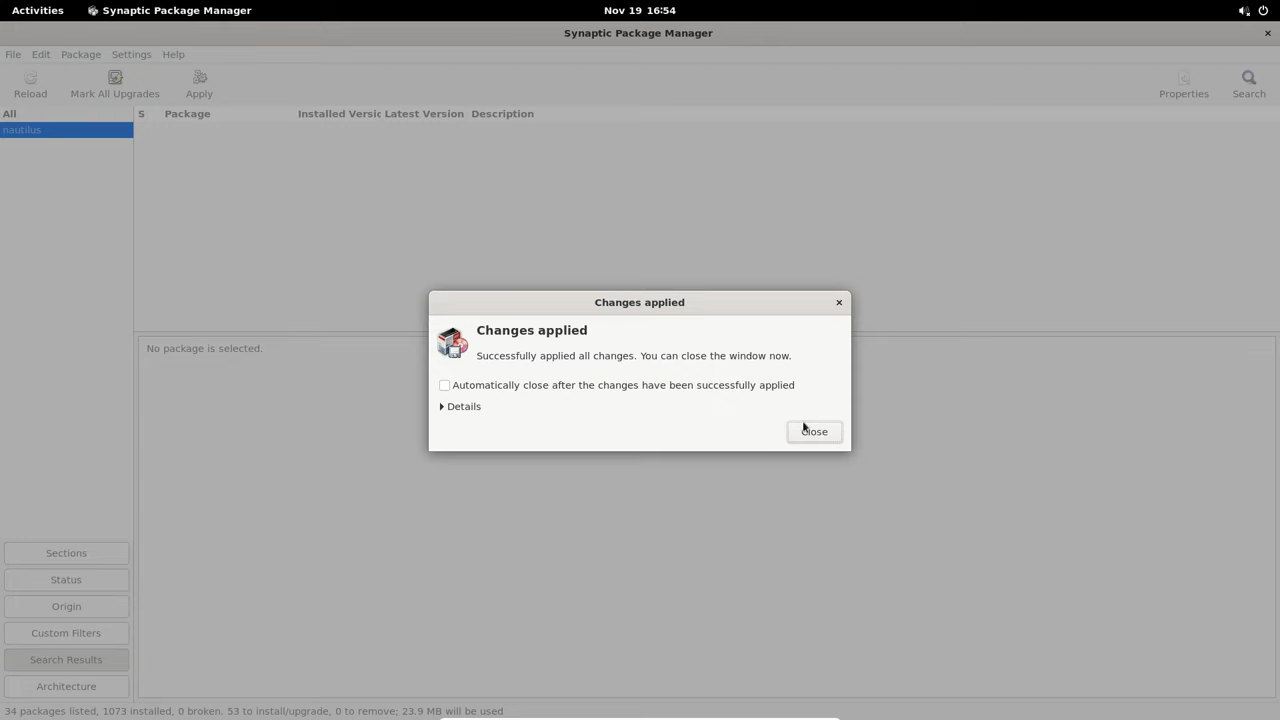 Activities Synaptic Package Manager Nov 19 16:54
Synaptic Package Manager ×
File Edit Package Settings Help
Reload Mark All Upgrades Apply Properties Search
All S Package Installed Versic Latest Version Description
nautilus
Changes applied ×
Changes applied
No package is selected.
Successfully applied all changes. You can close the window now.
Automatically close after the changes have been successfully applied
Details
Close
Sections
Status
Origin
Custom Filters
Search Results
Architecture
34 packages listed, 1073 installed, 0 broken. 53 to install/upgrade, 0 to remove; 23.9 MB will be used